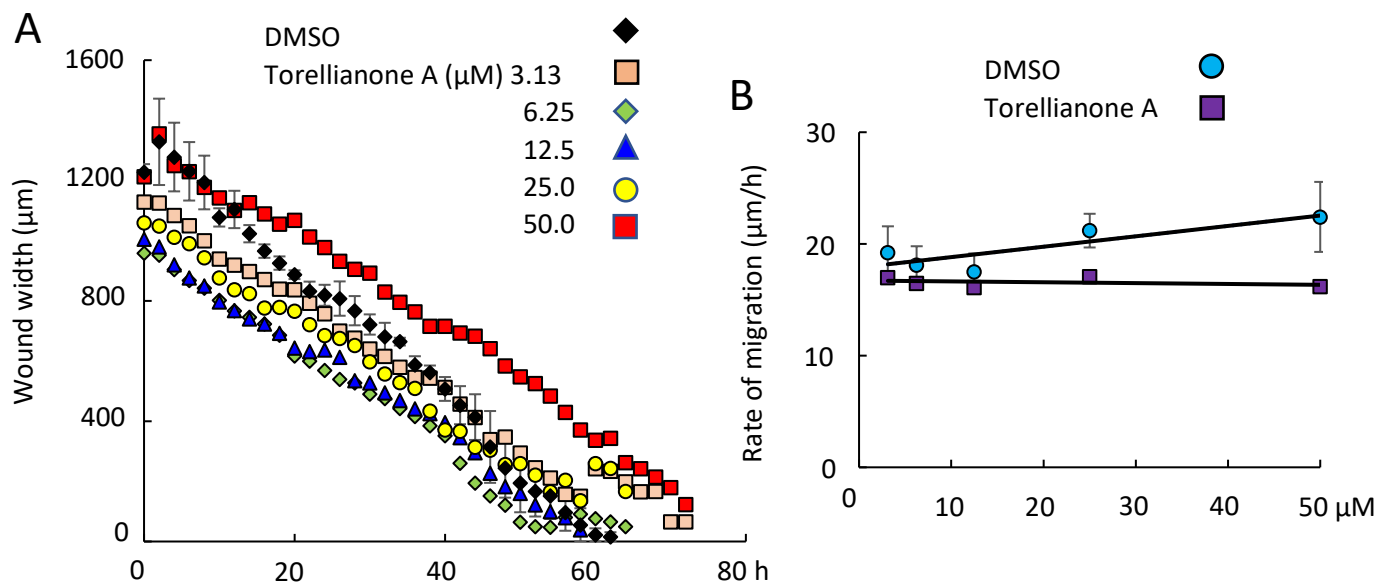 A
DMSO
Torellianone A (µM) 3.13
6.25
12.5
25.0
50.0
1600
1200
800
400
0
Wound width (µm)
0 20 40 60 80 h
B
DMSO
Torellianone A
30
20
10
0
Rate of migration (µm/h)
0 10 20 30 40 50 µM